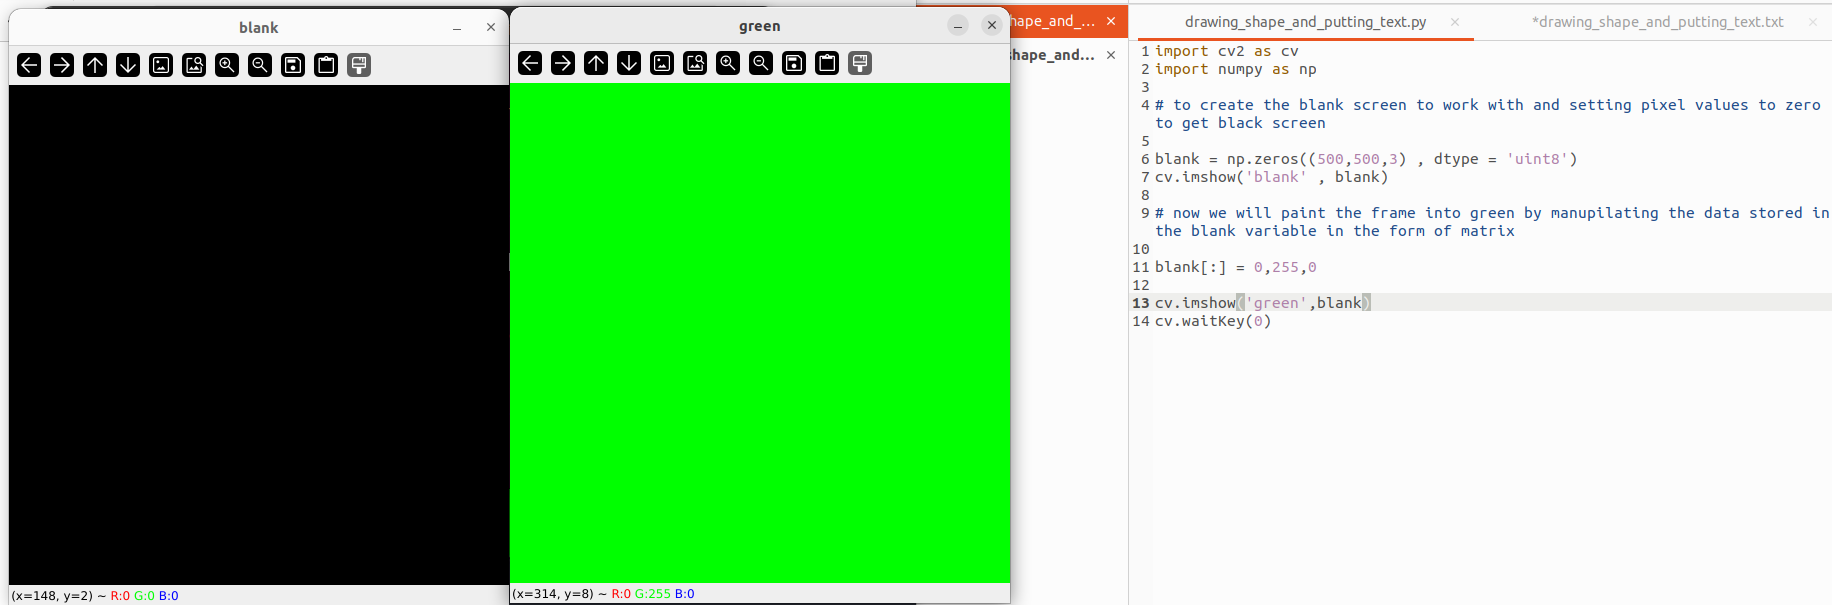 blank
green
(x=148, y=2) ~ R:0 G:0 B:0
(x=314, y=8) ~ R:0 G:255 B:0
hape_and_...
shape_and...
drawing_shape_and_putting_text.py
*drawing_shape_and_putting_text.txt
1 import cv2 as cv
2 import numpy as np
3
4 # to create the blank screen to work with and setting pixel values to zero
to get black screen
5
6 blank = np.zeros((500,500,3) , dtype = 'uint8')
7 cv.imshow('blank' , blank)
8
9 # now we will paint the frame into green by manupilating the data stored in
the blank variable in the form of matrix
10
11 blank[:] = 0,255,0
12
13 cv.imshow('green',blank)
14 cv.waitKey(0)